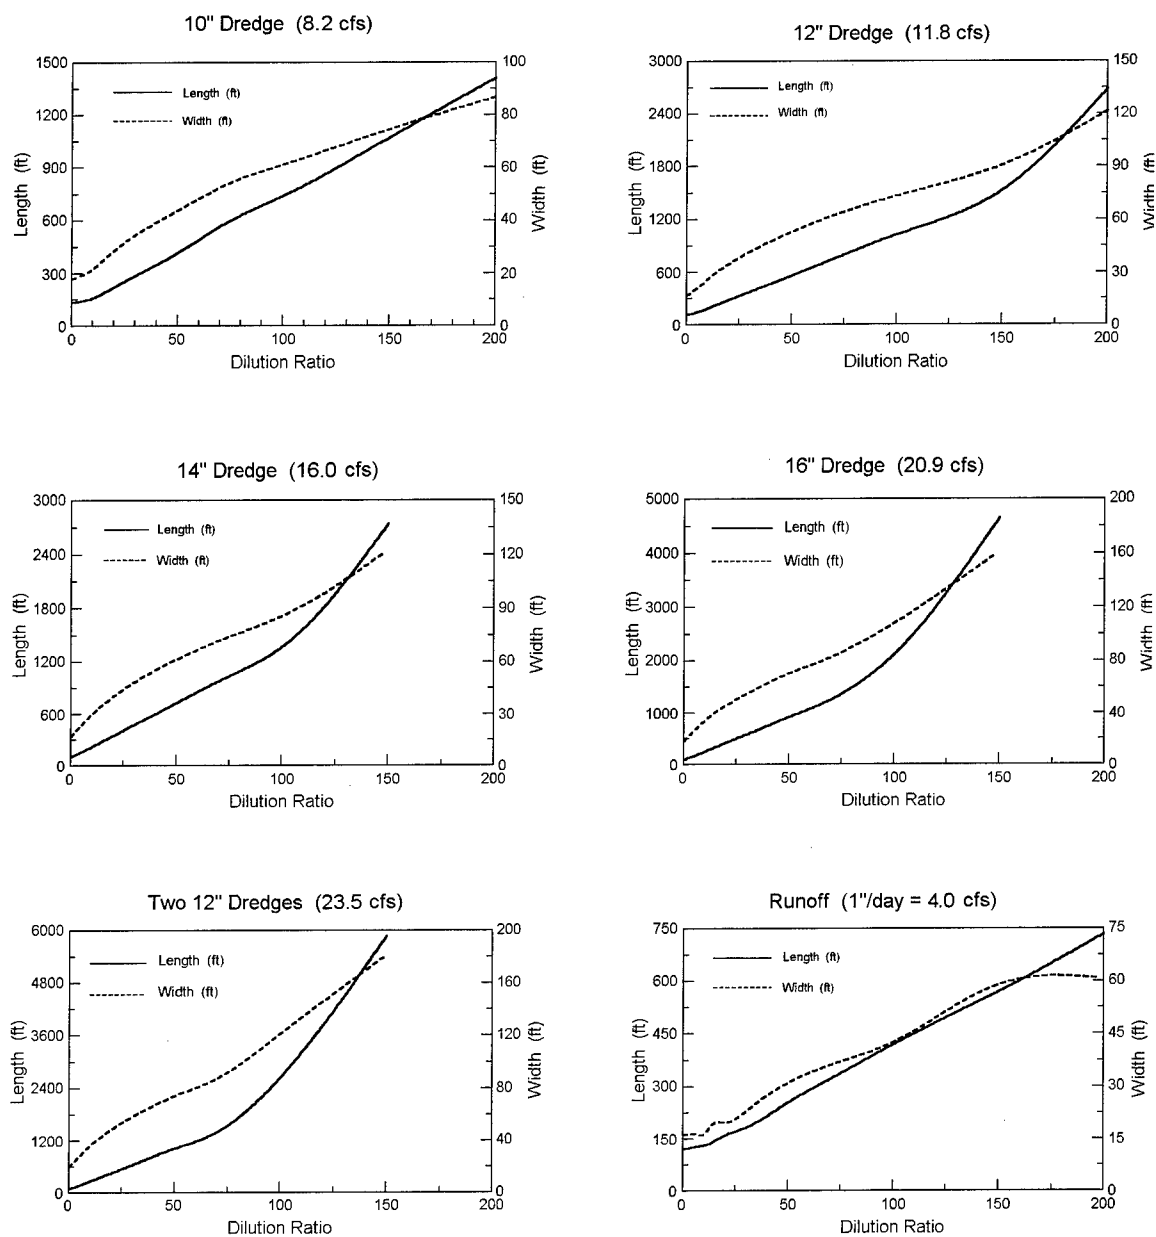 10" Dredge (8.2 cfs)
Length (ft)
Width (ft)
1500
1200
900
600
300
0
100
80
60
40
20
0
0 50 100 150 200
Dilution Ratio
Length (ft)
Width (ft)
12" Dredge (11.8 cfs)
Length (ft)
Width (ft)
3000
2400
1800
1200
600
0
150
120
90
60
30
0
0 50 100 150 200
Dilution Ratio
Length (ft)
Width (ft)
14" Dredge (16.0 cfs)
Length (ft)
Width (ft)
3000
2400
1800
1200
600
0
150
120
90
60
30
0
0 50 100 150 200
Dilution Ratio
Length (ft)
Width (ft)
16" Dredge (20.9 cfs)
Length (ft)
Width (ft)
5000
4000
3000
2000
1000
0
200
160
120
80
40
0
0 50 100 150 200
Dilution Ratio
Length (ft)
Width (ft)
Two 12" Dredges (23.5 cfs)
Length (ft)
Width (ft)
6000
4800
3600
2400
1200
0
200
160
120
80
40
0
0 50 100 150 200
Dilution Ratio
Length (ft)
Width (ft)
Runoff (1"/day = 4.0 cfs)
Length (ft)
Width (ft)
750
600
450
300
150
0
75
60
45
30
15
0
0 50 100 150 200
Dilution Ratio
Length (ft)
Width (ft)